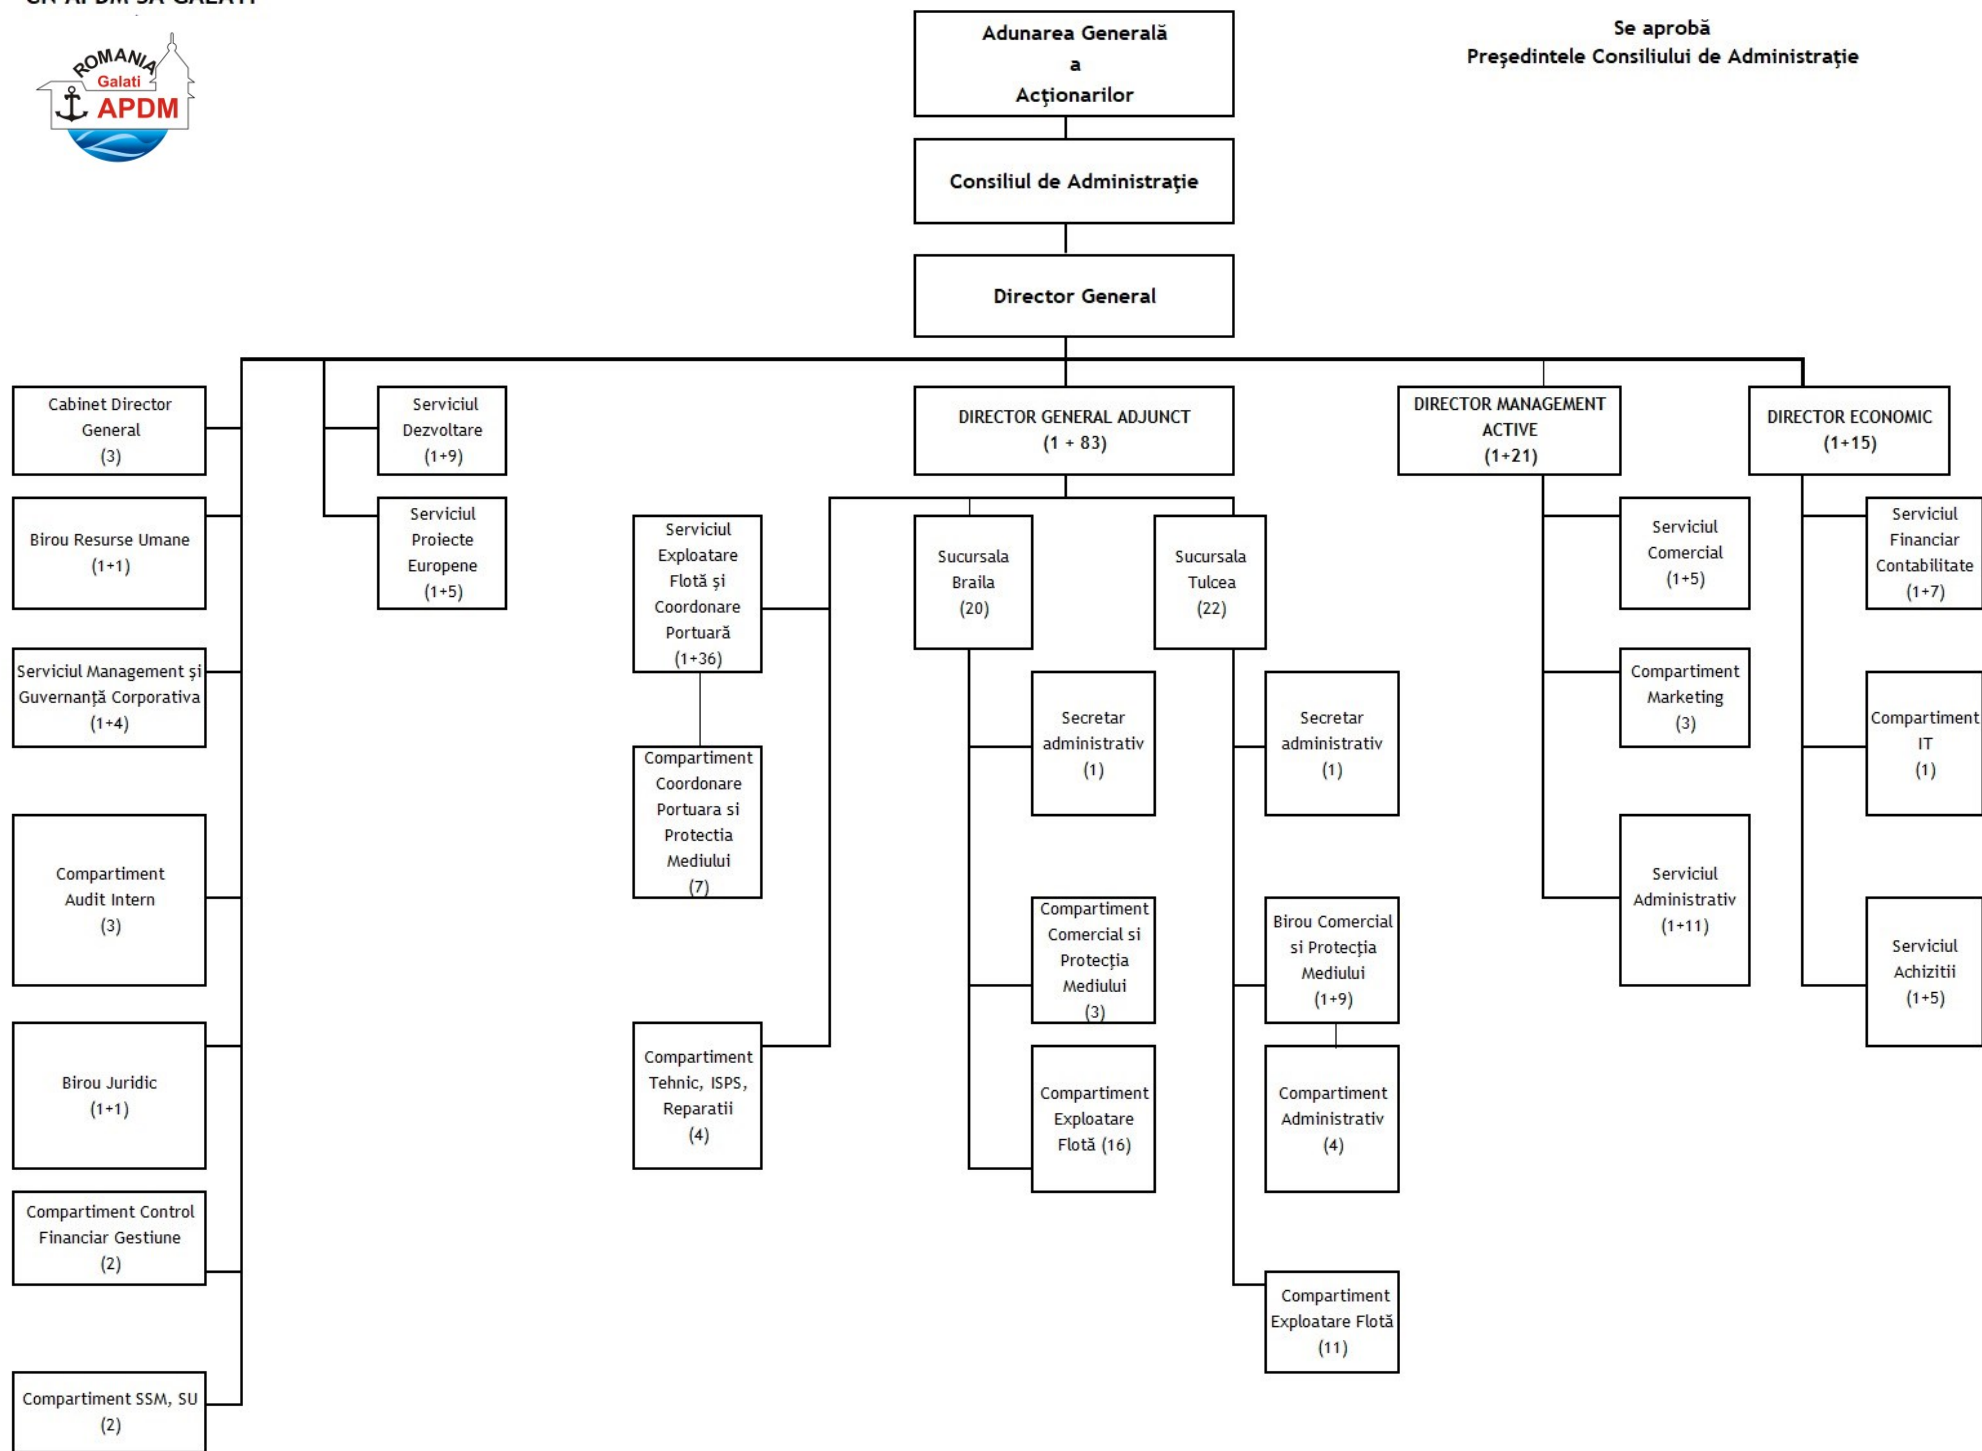 CN APDM SA GALATI
ROMANIA
Galati
APDM
Se aprobă
Președintele Consiliului de Administrație
Adunarea Generală
a
Acționarilor
Consiliul de Administrație
Director General
Cabinet Director
General
(3)
Birou Resurse Umane
(1+1)
Serviciul Management și
Guvernanță Corporativa
(1+4)
Compartiment
Audit Intern
(3)
Birou Juridic
(1+1)
Compartiment Control
Financiar Gestiune
(2)
Compartiment SSM, SU
(2)
Serviciul
Dezvoltare
(1+9)
Serviciul
Proiecte
Europene
(1+5)
DIRECTOR GENERAL ADJUNCT
(1 + 83)
Serviciul
Exploatare
Flotă și
Coordonare
Portuară
(1+36)
Compartiment
Coordonare
Portuara si
Protectia
Mediului
(7)
Compartiment
Tehnic, ISPS,
Reparatii
(4)
Sucursala
Braila
(20)
Secretar
administrativ
(1)
Compartiment
Comercial si
Protecția
Mediului
(3)
Compartiment
Exploatare
Flotă (16)
Sucursala
Tulcea
(22)
Secretar
administrativ
(1)
Birou Comercial
si Protecția
Mediului
(1+9)
Compartiment
Administrativ
(4)
Compartiment
Exploatare Flotă
(11)
DIRECTOR MANAGEMENT
ACTIVE
(1+21)
Serviciul
Comercial
(1+5)
Compartiment
Marketing
(3)
Serviciul
Administrativ
(1+11)
DIRECTOR ECONOMIC
(1+15)
Serviciul
Financiar
Contabilitate
(1+7)
Compartiment
IT
(1)
Serviciul
Achizitii
(1+5)